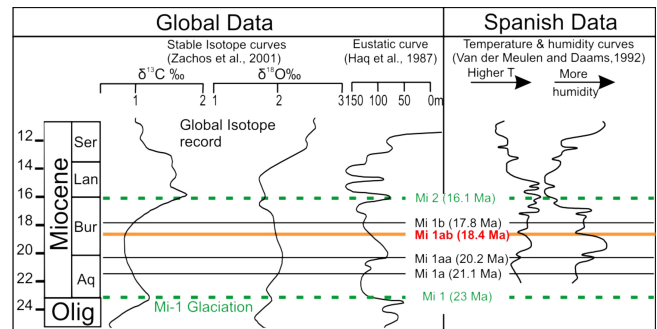 Global Data
Spanish Data
Stable Isotope curves
(Zachos et al., 2001)
δ¹³C ‰
δ¹⁸O‰
Eustatic curve
(Haq et al., 1987)
Temperature & humidity curves
(Van der Meulen and Daams,1992)
Higher T
More
humidity
1 2 1 2 3
150 100 50 0m
Global Isotope
record
12
14
16
18
20
22
24
Miocene
Olig
Ser
Lan
Bur
Aq
Mi 2 (16.1 Ma)
Mi 1b (17.8 Ma)
Mi 1ab (18.4 Ma)
Mi 1aa (20.2 Ma)
Mi 1a (21.1 Ma)
Mi 1 (23 Ma)
Mi-1 Glaciation